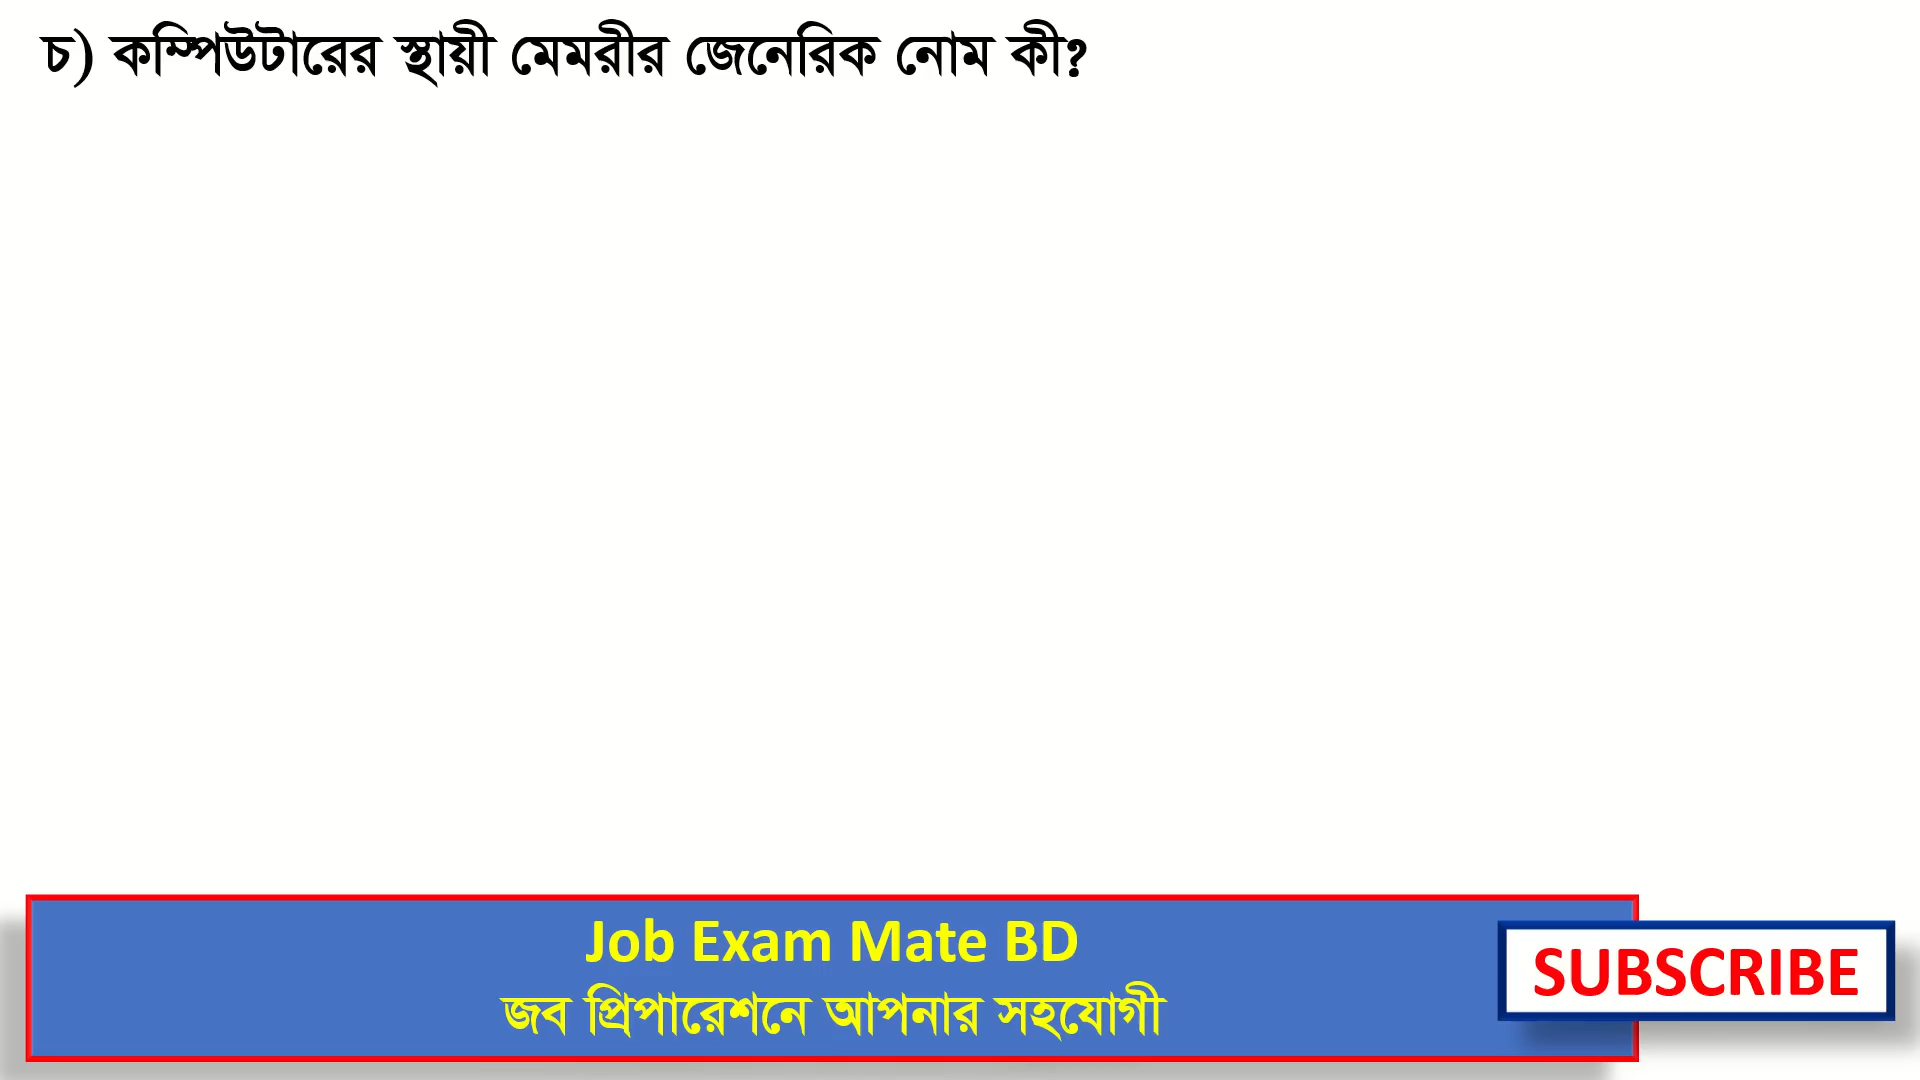 চ) কম্পিউটারের স্থায়ী মেমরীর জেনেরিক নোম কী?
Job Exam Mate BD
জব প্রিপারেশনে আপনার সহযোগী
SUBSCRIBE